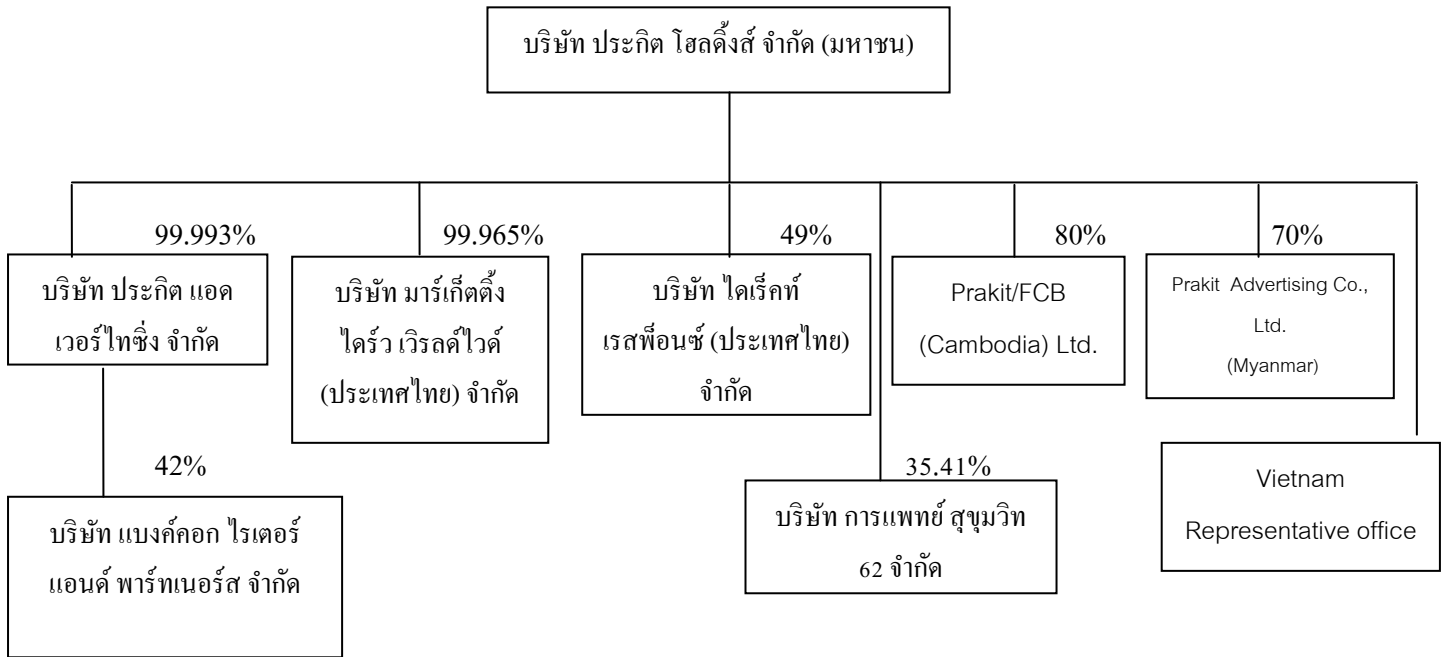 บริษัท ประกิต โฮลดิ้งส์ จำกัด (มหาชน)
99.993%
99.965%
49%
80%
70%
บริษัท ประกิต แอด
เวอร์ไทซิ่ง จำกัด
บริษัท มาร์เก็ตติ้ง
ไดร์ว เวิรลด์ไวด์
(ประเทศไทย) จำกัด
บริษัท ไดเร็คท์
เรสพ็อนซ์ (ประเทศไทย)
จำกัด
Prakit/FCB
(Cambodia) Ltd.
Prakit Advertising Co.,
Ltd.
(Myanmar)
42%
35.41%
บริษัท แบงค์คอก ไรเตอร์
แอนด์ พาร์ทเนอร์ส จำกัด
บริษัท การแพทย์ สุขุมวิท
62 จำกัด
Vietnam
Representative office